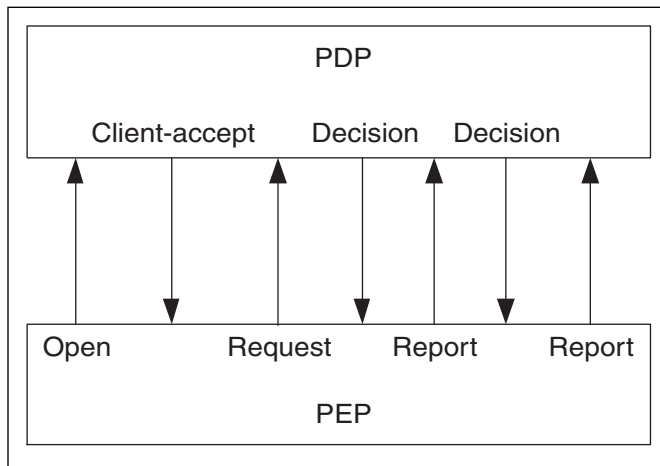 PDP
Client-accept Decision Decision
Open Request Report Report
PEP